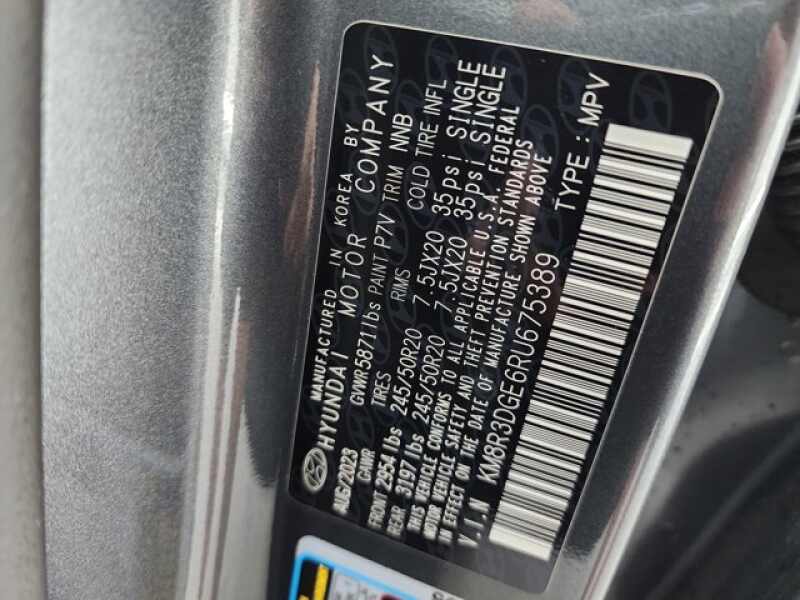 MANUFACTURED IN KOREA BY
HYUNDAI MOTOR COMPANY
AUG/2023 GVWR 5871lbs PAINT P7V TRIM NNB
GAWR TIRES RIMS COLD TIRE INFL
FRONT 2954lbs 245/50R20 7.5JX20 35psi SINGLE
REAR 3197lbs 245/50R20 7.5JX20 35psi SINGLE
THIS VEHICLE CONFORMS TO ALL APPLICABLE U.S.A. FEDERAL
MOTOR VEHICLE SAFETY AND THEFT PREVENTION STANDARDS
IN EFFECT ON THE DATE OF MANUFACTURE SHOWN ABOVE
V.I.N KM8R3DGE6RU675389 TYPE : MPV